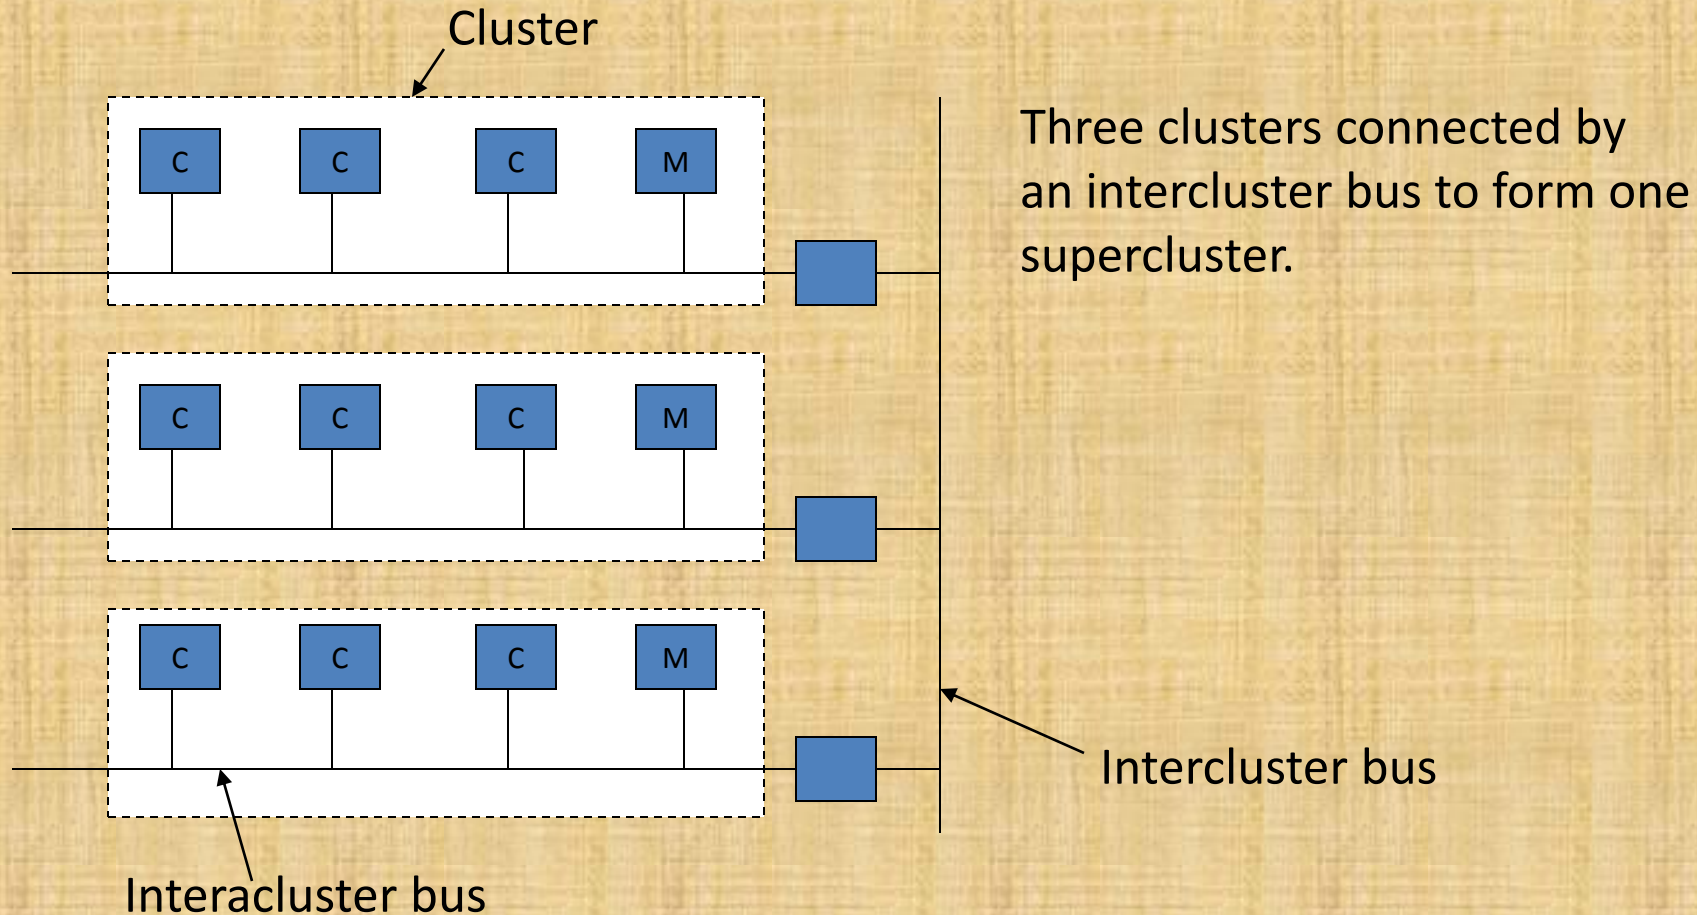 Cluster
C C C M
Three clusters connected by
an intercluster bus to form one
supercluster.
C C C M
C C C M
Intercluster bus
Interacluster bus